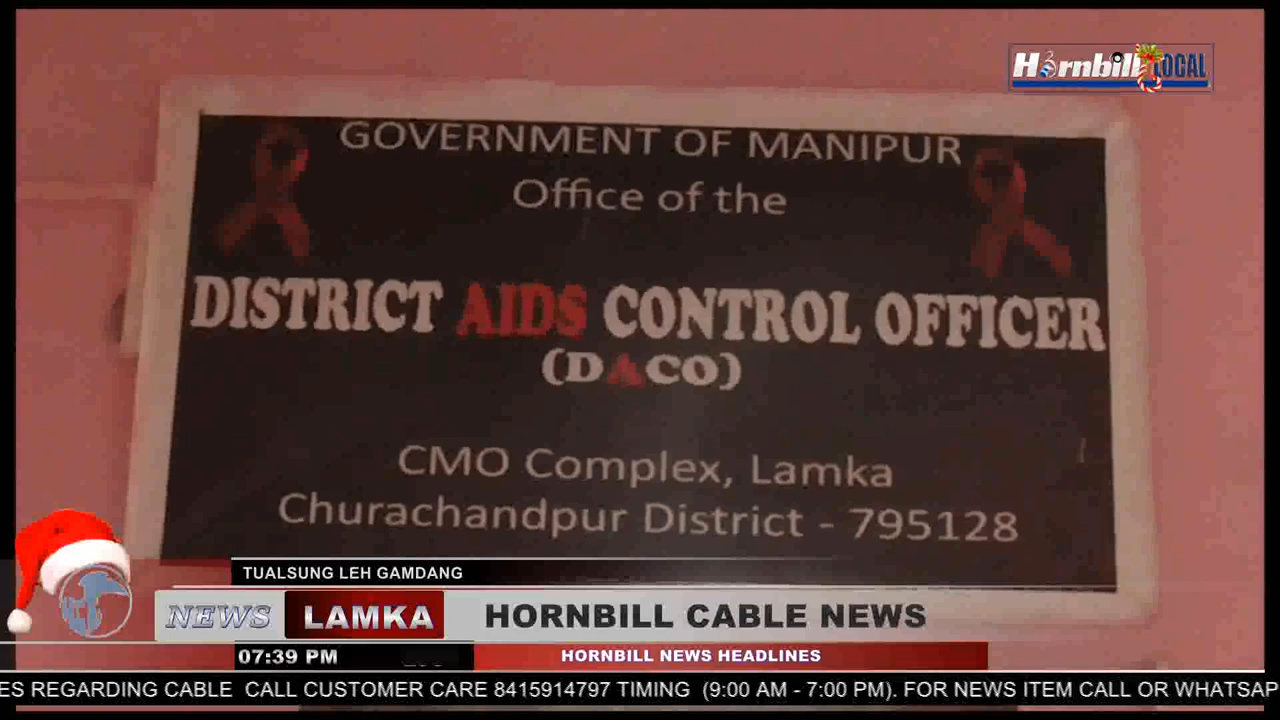 Hornbill LOCAL
GOVERNMENT OF MANIPUR
Office of the
DISTRICT AIDS CONTROL OFFICER
(DACO)
CMO Complex, Lamka
Churachandpur District - 795128
TUALSUNG LEH GAMDANG
NEWS LAMKA HORNBILL CABLE NEWS
07:39 PM
HORNBILL NEWS HEADLINES
ES REGARDING CABLE CALL CUSTOMER CARE 8415914797 TIMING (9:00 AM - 7:00 PM). FOR NEWS ITEM CALL OR WHATSAP